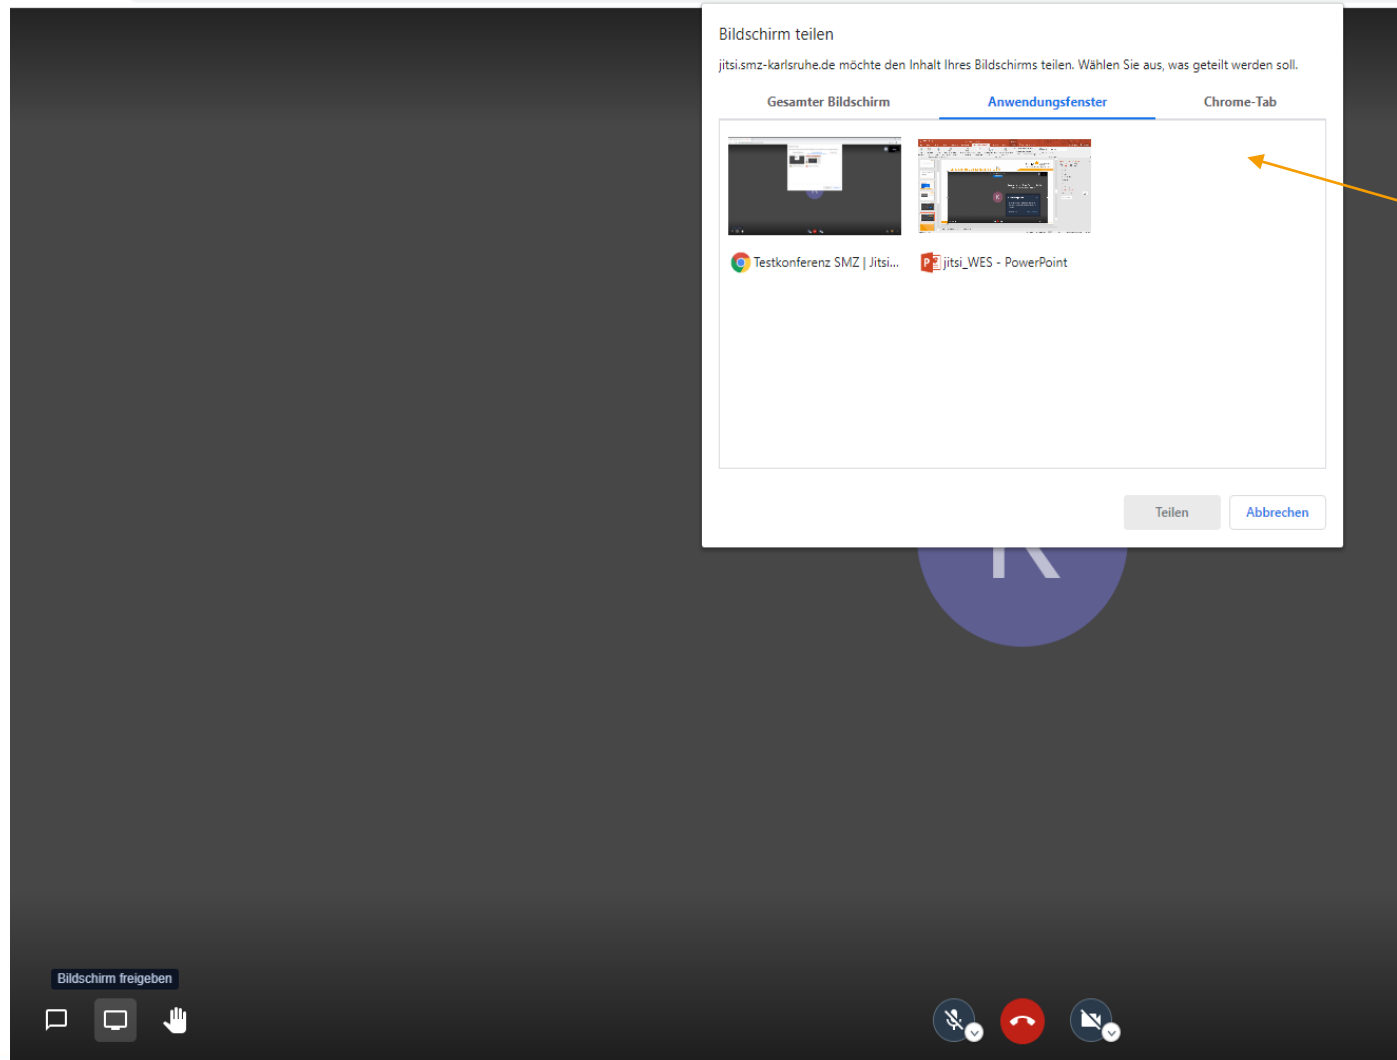 Bildschirm teilen
jitsi.smz-karlsruhe.de möchte den Inhalt Ihres Bildschirms teilen. Wählen Sie aus, was geteilt werden soll.
Gesamter Bildschirm Anwendungsfenster Chrome-Tab
Testkonferenz SMZ | Jitsi... jitsi_WES - PowerPoint
Teilen Abbrechen
K
Bildschirm freigeben